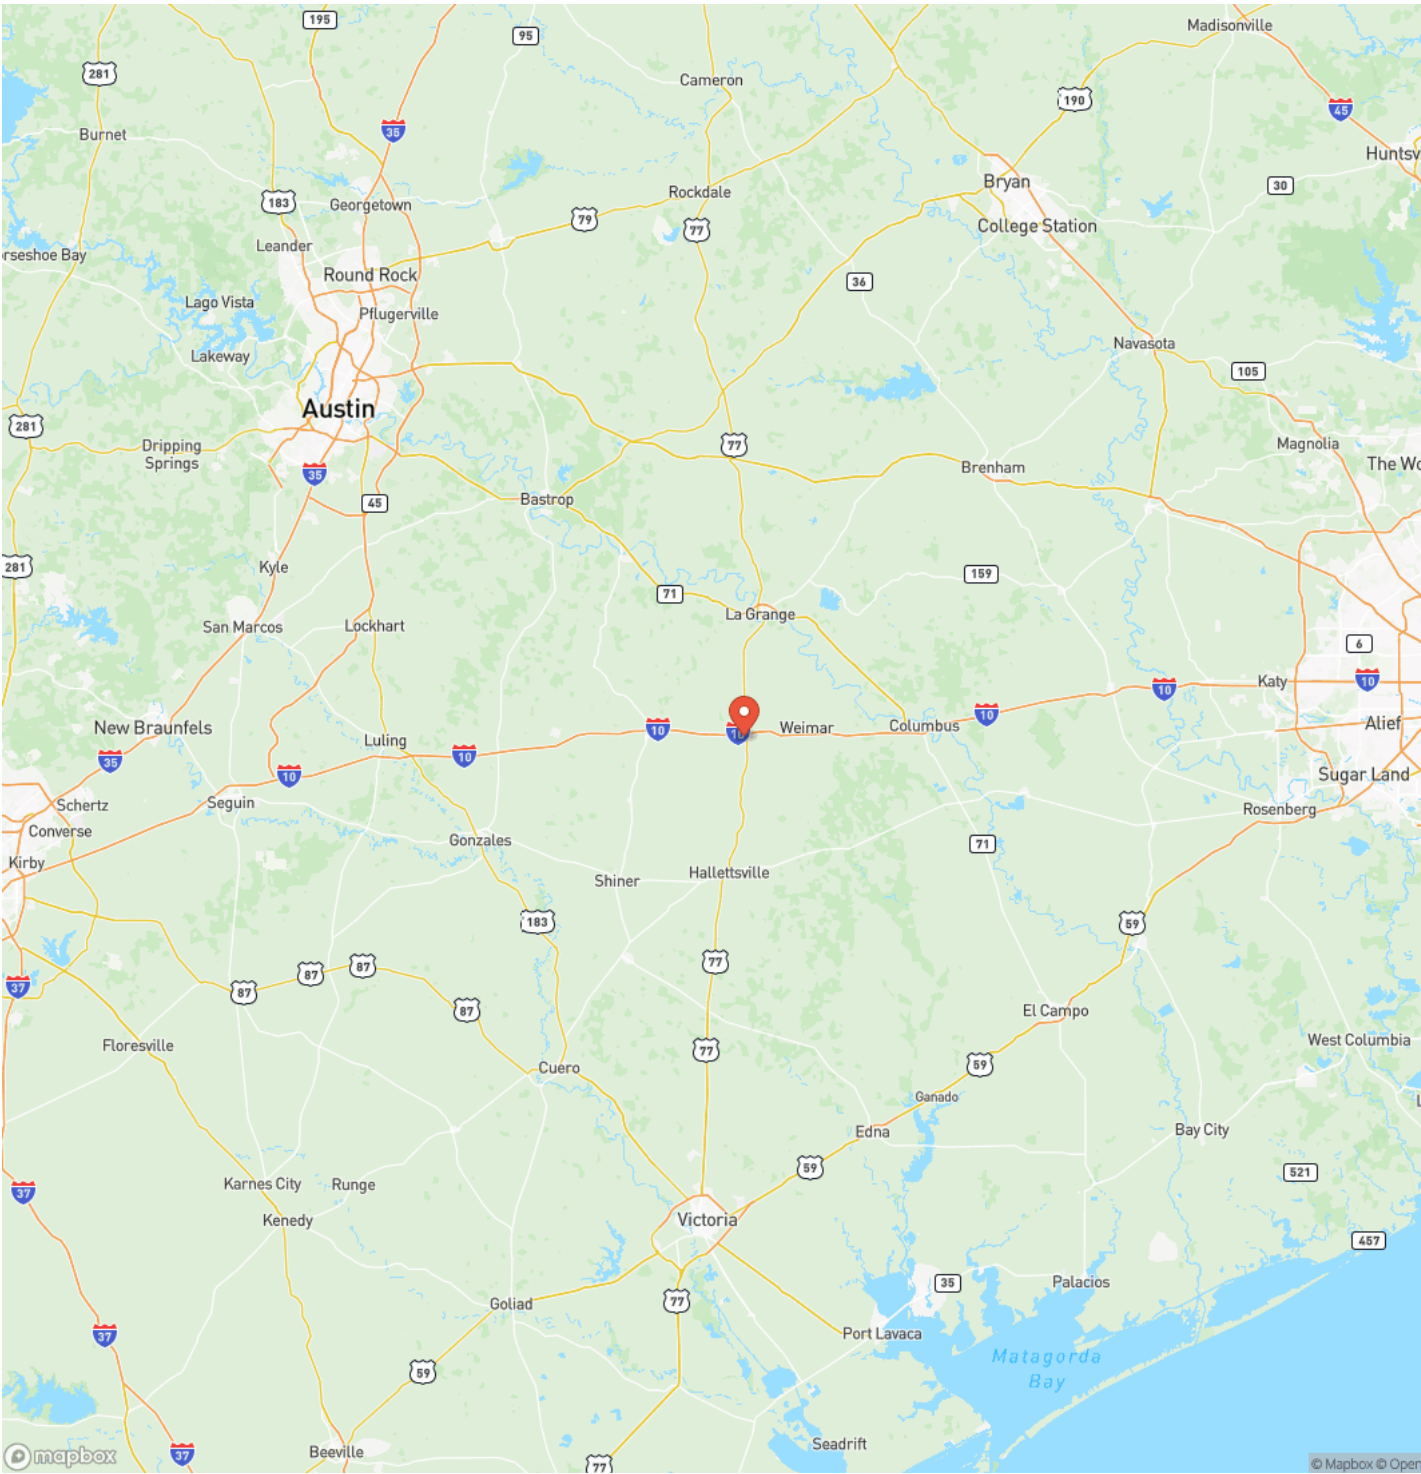 195
95
Madisonville
281
Cameron
190
45
35
Burnet
Huntsv
Bryan
30
Rockdale
183
Georgetown
79
77
College Station
Leander
orseshoe Bay
Round Rock
36
Lago Vista
Pflugerville
Navasota
Lakeway
105
Austin
281
77
Magnolia
Dripping
Springs
The Wo
Brenham
35
Bastrop
45
281
Kyle
159
71
La Grange
San Marcos
Lockhart
6
Katy
10
10
New Braunfels
10
10
Weimar
Columbus
10
Alief
Luling
10
35
10
Sugar Land
Schertz
Seguin
Rosenberg
Converse
Gonzales
71
Kirby
Hallettsville
Shiner
183
59
77
87
87
37
87
87
El Campo
Floresville
West Columbia
77
59
Cuero
Ganado
L
Edna
Bay City
59
521
Karnes City
Runge
37
Kenedy
Victoria
457
35
Palacios
77
Goliad
37
Port Lavaca
Matagorda
Bay
59
Seadrift
Beeville
37
mapbox
77
© Mapbox © Open